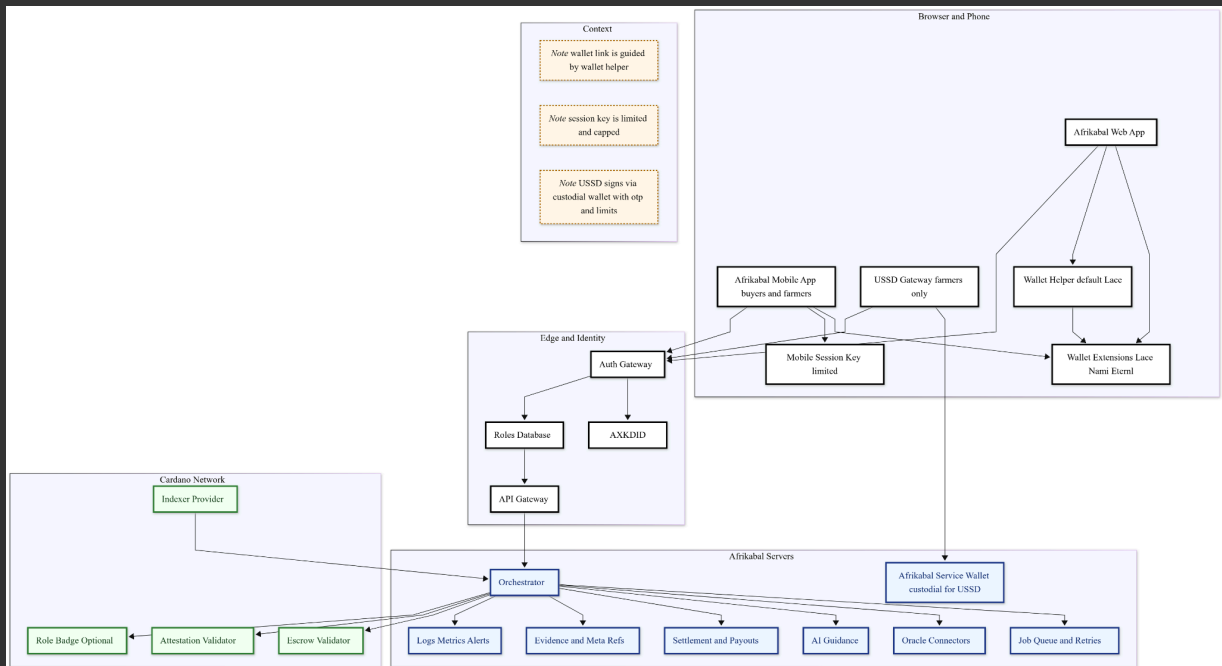 Context
Note wallet link is guided
by wallet helper
Note session key is limited
and capped
Note USSD signs via
custodial wallet with otp
and limits
Browser and Phone
Afrikabal Web App
Afrikabal Mobile App
buyers and farmers
USSD Gateway farmers
only
Wallet Helper default Lace
Mobile Session Key
limited
Wallet Extensions Lace
Nami Eternl
Edge and Identity
Auth Gateway
Roles Database
AXKDID
API Gateway
Cardano Network
Indexer Provider
Role Badge Optional
Attestation Validator
Escrow Validator
Afrikabal Servers
Orchestrator
Afrikabal Service Wallet
custodial for USSD
Logs Metrics Alerts
Evidence and Meta Refs
Settlement and Payouts
AI Guidance
Oracle Connectors
Job Queue and Retries